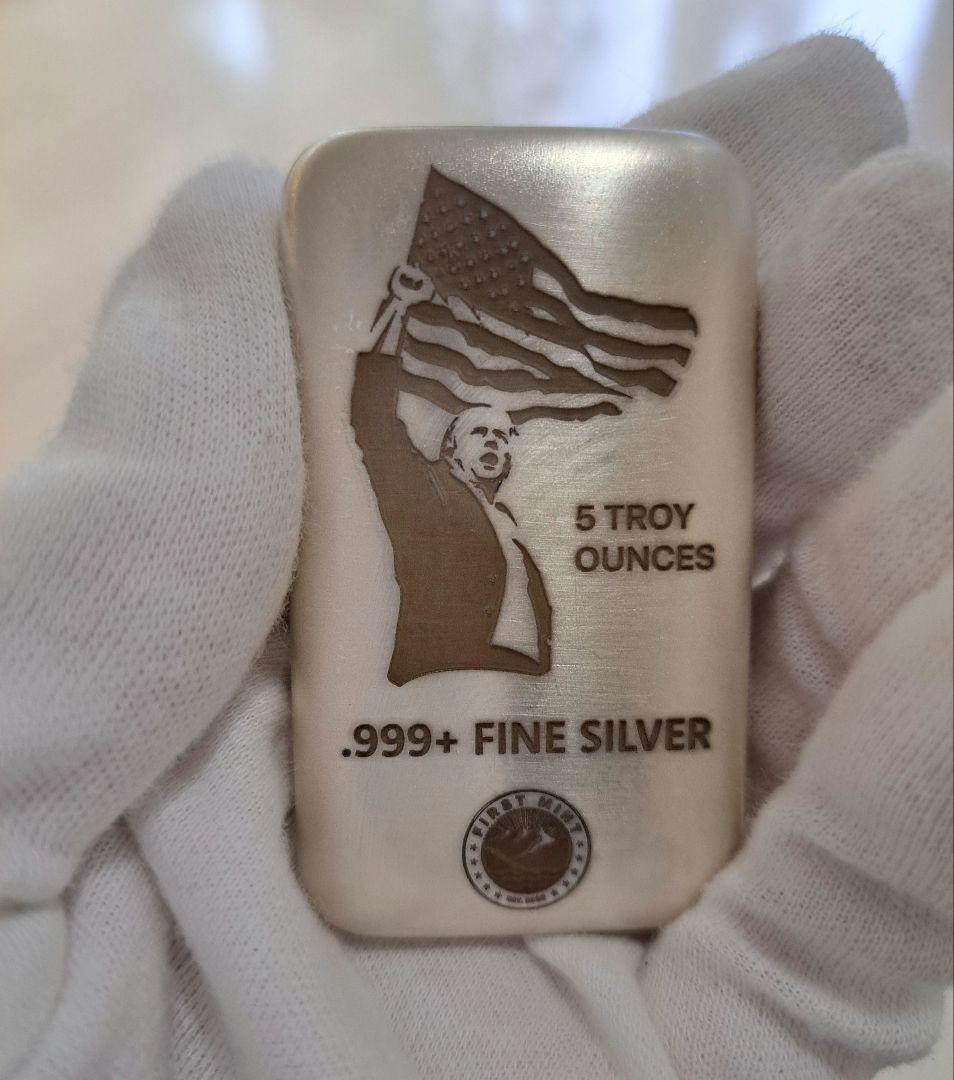 5 TROY
OUNCES
.999+ FINE SILVER
FIRST MINT